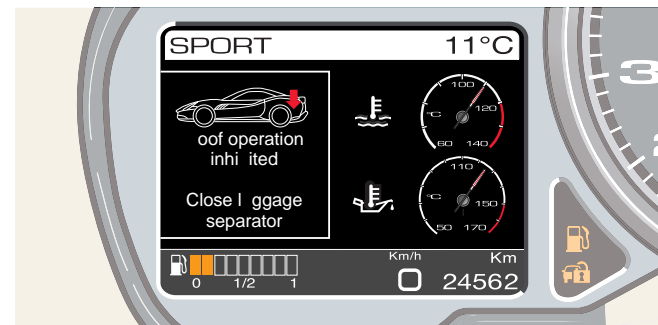 SPORT 11°C
oof operation
inhi ited
Close l ggage
separator
100
120
°C
60 140
110
°C
150
50 170
0 1/2 1
Km/h
0
Km
24562
3